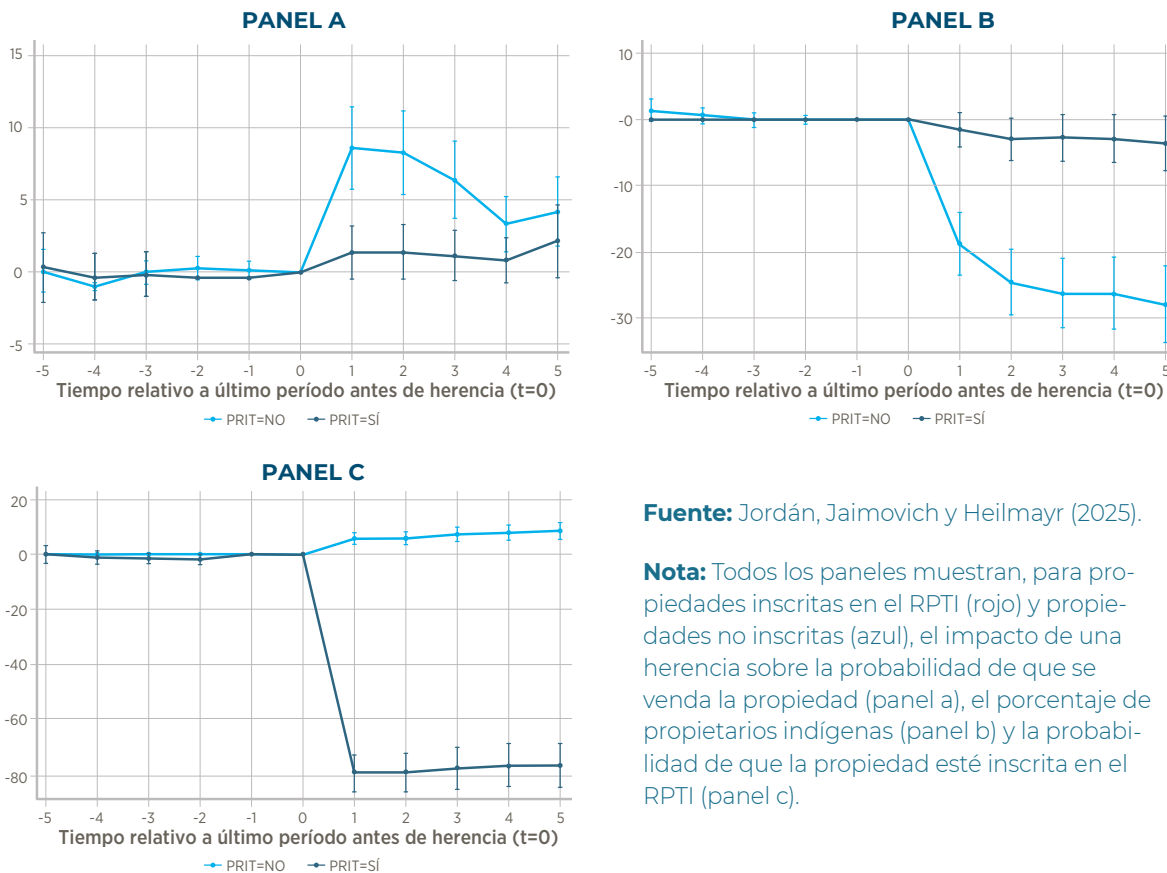 PANEL A
15
10
5
0
-5
-5 -4 -3 -2 -1 0 1 2 3 4 5
Tiempo relativo a último período antes de herencia (t=0)
PRIT=NO PRIT=SÍ
PANEL B
10
-0
-10
-20
-30
-5 -4 -3 -2 -1 0 1 2 3 4 5
Tiempo relativo a último período antes de herencia (t=0)
PRIT=NO PRIT=SÍ
PANEL C
20
0
-20
-40
-60
-80
-5 -4 -3 -2 -1 0 1 2 3 4 5
Tiempo relativo a último período antes de herencia (t=0)
PRIT=NO PRIT=SÍ
Fuente: Jordán, Jaimovich y Heilmayr (2025).
Nota: Todos los paneles muestran, para pro-
piedades inscritas en el RPTI (rojo) y propie-
dades no inscritas (azul), el impacto de una
herencia sobre la probabilidad de que se
venda la propiedad (panel a), el porcentaje de
propietarios indígenas (panel b) y la probabi-
lidad de que la propiedad esté inscrita en el
RPTI (panel c).